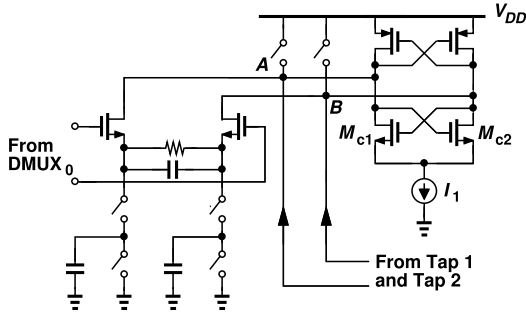 V_DD
A
B
M_c1
M_c2
From
DMUX_0
I_1
From Tap 1
and Tap 2